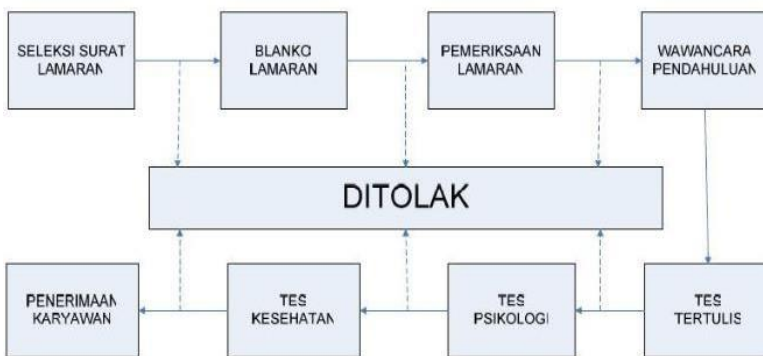 SELEKSI SURAT
LAMARAN
BLANKO
LAMARAN
PEMERIKSAAN
LAMARAN
WAWANCARA
PENDAHULUAN
DITOLAK
PENERIMAAN
KARYAWAN
TES
KESEHATAN
TES
PSIKOLOGI
TES
TERTULIS